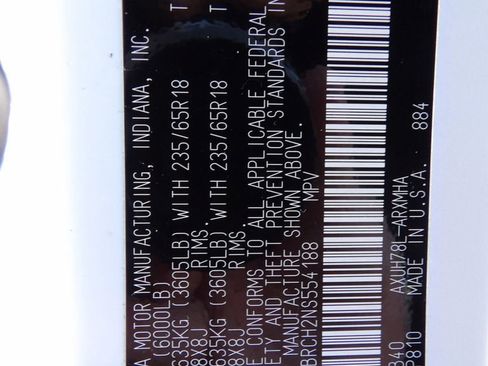 A MOTOR MANUFACTURING, INDIANA, INC.
(6000LB) T
635KG (3605LB) WITH 235/65R18
8X8J RIMS. T
635KG (3605LB) WITH 235/65R18
8X8J RIMS.
E CONFORMS TO ALL APPLICABLE FEDERAL
ETY AND THEFT PREVENTION STANDARDS IN
MANUFACTURE SHOWN ABOVE.
BRCH2NS554188 MPV
B40 AXUH78L-ARXMHA 884
P810 MADE IN U.S.A.